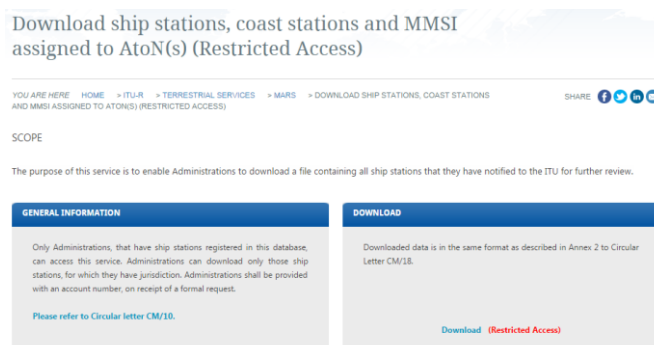 Download ship stations, coast stations and MMSI
assigned to AtoN(s) (Restricted Access)
YOU ARE HERE HOME > ITU-R > TERRESTRIAL SERVICES > MARS > DOWNLOAD SHIP STATIONS, COAST STATIONS
AND MMSI ASSIGNED TO ATON(S) (RESTRICTED ACCESS)
SHARE
SCOPE
The purpose of this service is to enable Administrations to download a file containing all ship stations that they have notified to the ITU for further review.
GENERAL INFORMATION
Only Administrations, that have ship stations registered in this database,
can access this service. Administrations can download only those ship
stations, for which they have jurisdiction. Administrations shall be provided
with an account number, on receipt of a formal request.
Please refer to Circular letter CM/10.
DOWNLOAD
Downloaded data is in the same format as described in Annex 2 to Circular
Letter CM/18.
Download (Restricted Access)